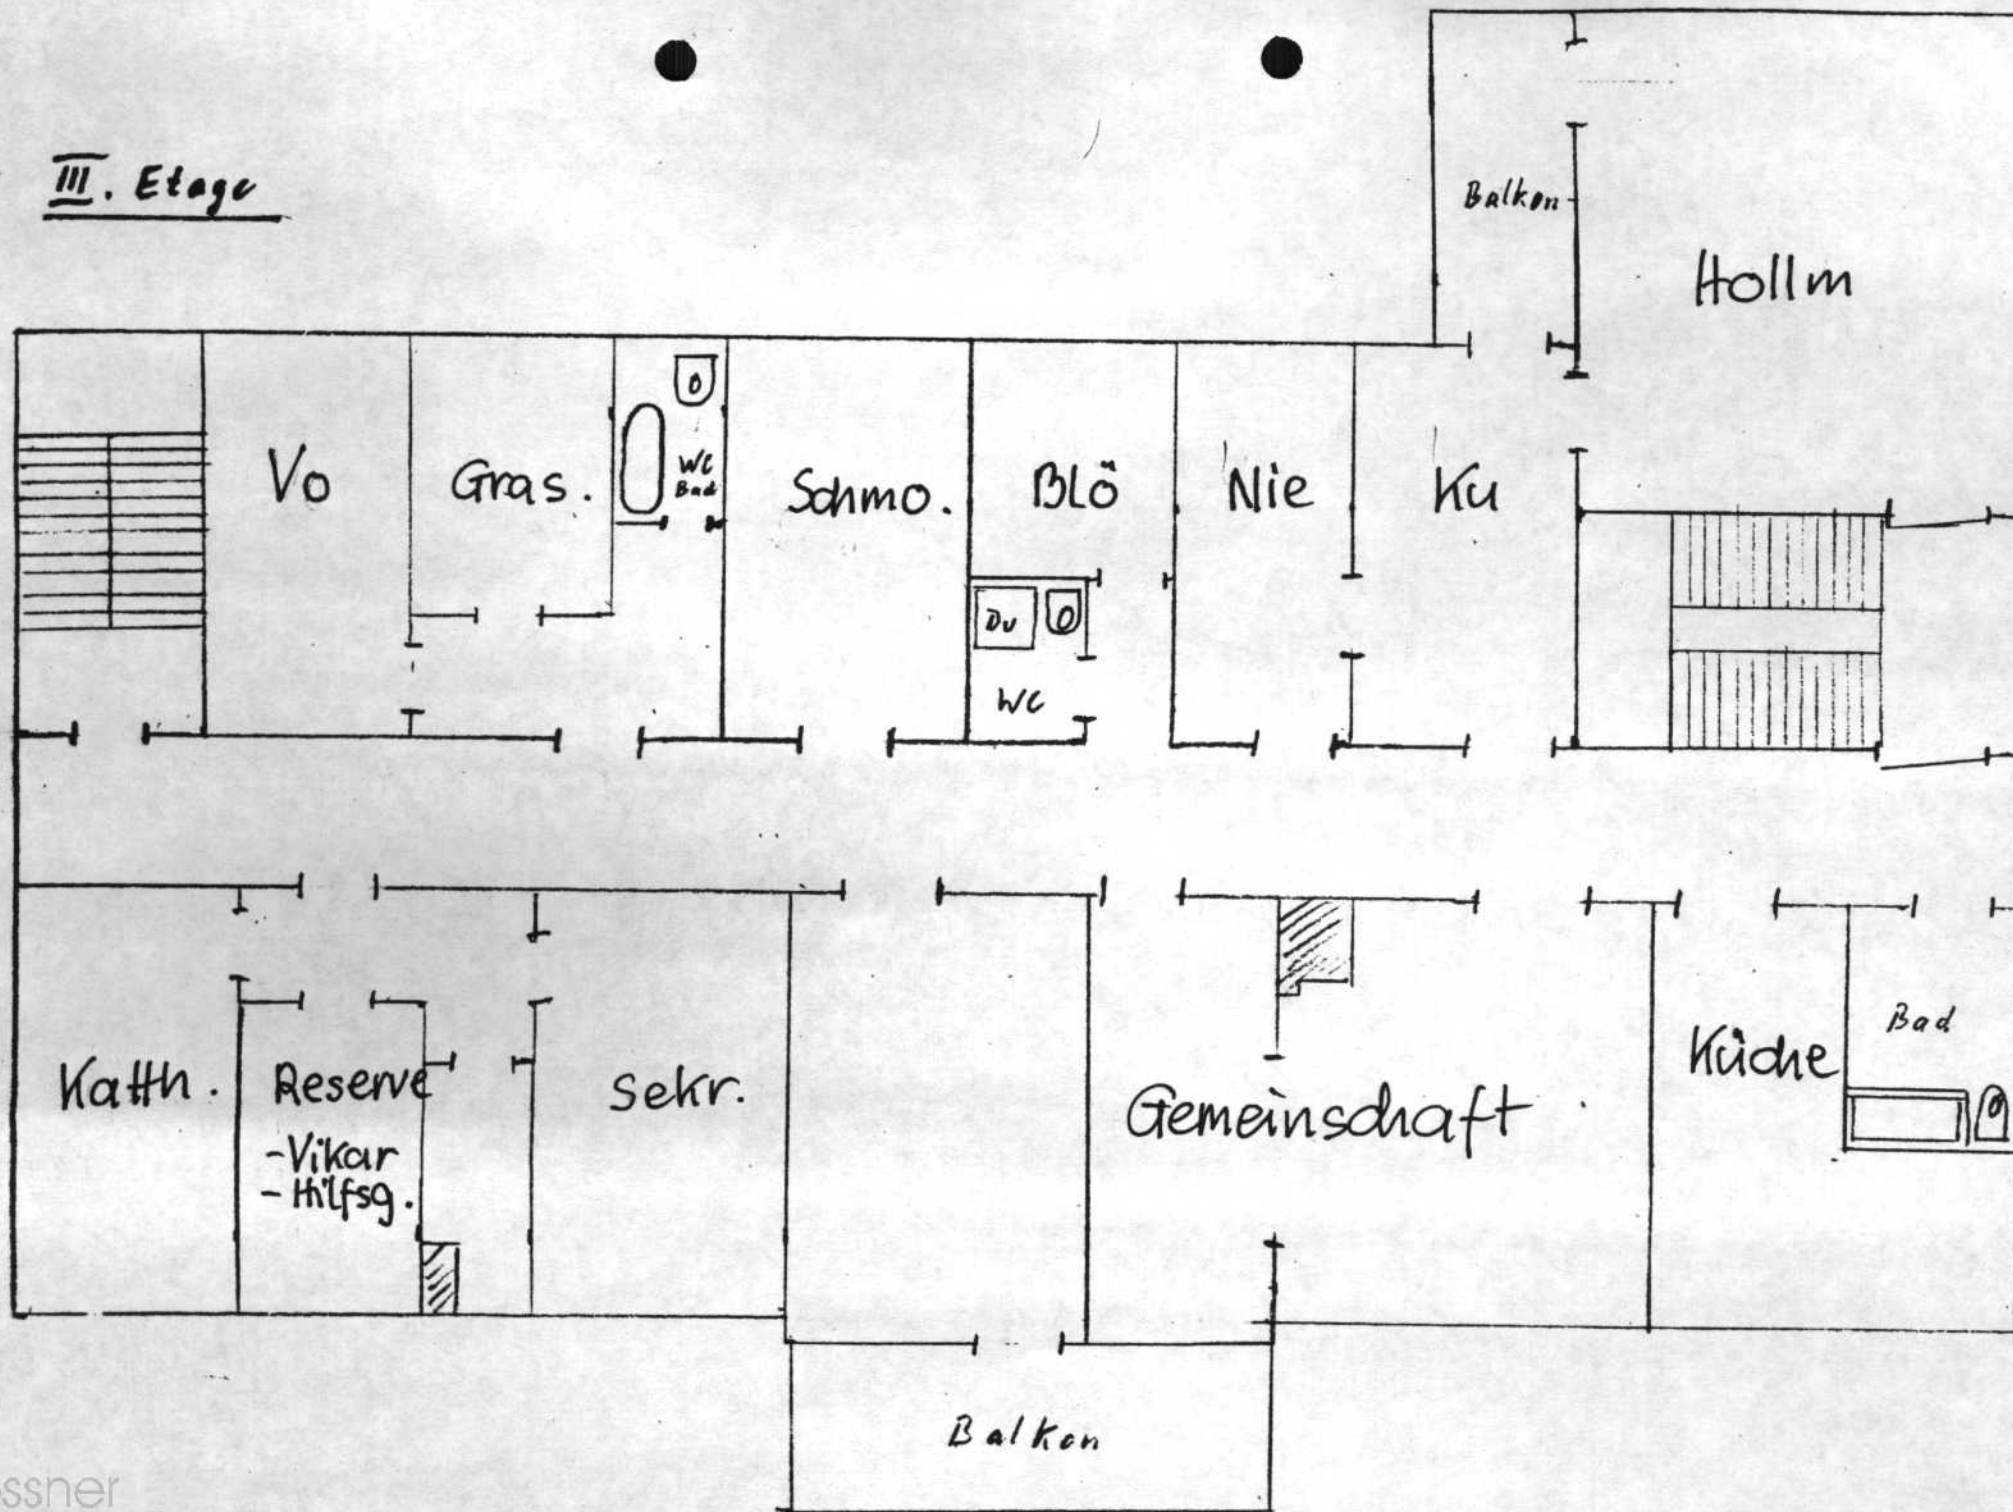 III. Etage
Balkon
Hollm
Vo
Gras.
WC
Bad
Schmo.
Blö
Nie
Ku
Du
WC
Katth.
Reserve
-Vikar
-Hilfsg.
Sekr.
Gemeinschaft
Küche
Bad
Balkon
ssner